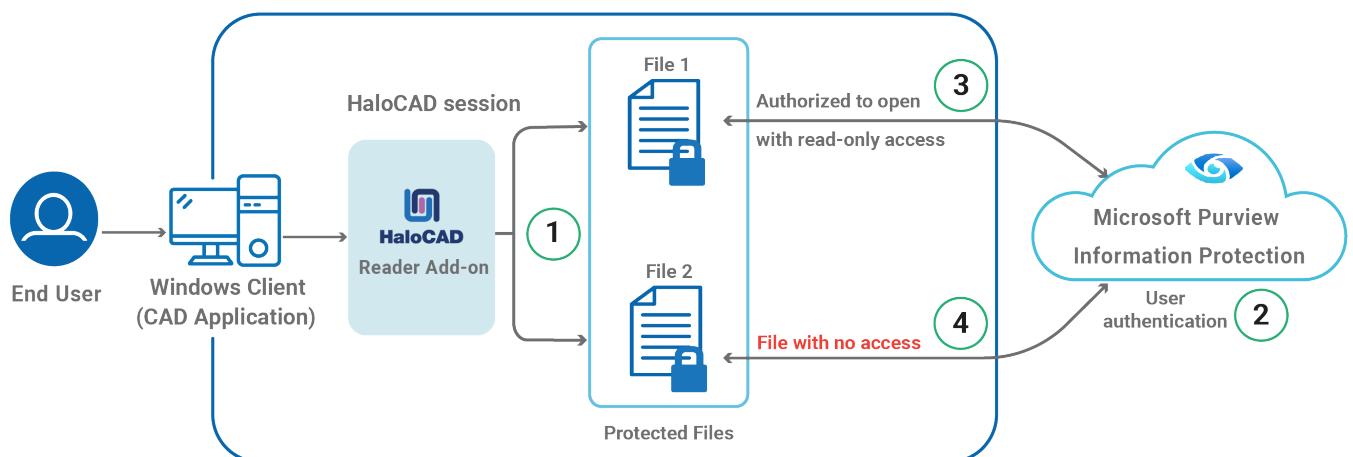 End User
Windows Client
(CAD Application)
HaloCAD session
HaloCAD
Reader Add-on
1
File 1
File 2
Protected Files
Authorized to open
with read-only access
3
File with no access
4
Microsoft Purview
Information Protection
User
authentication
2